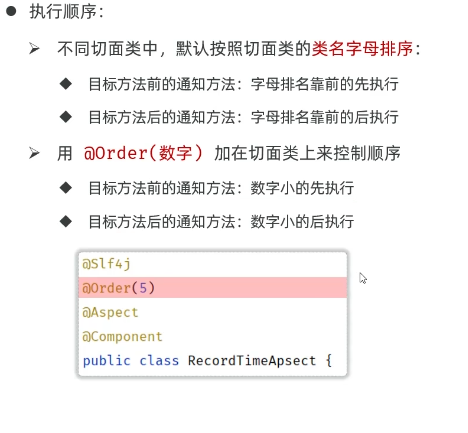 ● 执行顺序：
➢ 不同切面类中，默认按照切面类的类名字母排序：
◆ 目标方法前的通知方法：字母排名靠前的先执行
◆ 目标方法后的通知方法：字母排名靠前的后执行
➢ 用 @Order(数字) 加在切面类上来控制顺序
◆ 目标方法前的通知方法：数字小的先执行
◆ 目标方法后的通知方法：数字小的后执行
@Slf4j
@Order(5)
@Aspect
@Component
public class RecordTimeApsect {